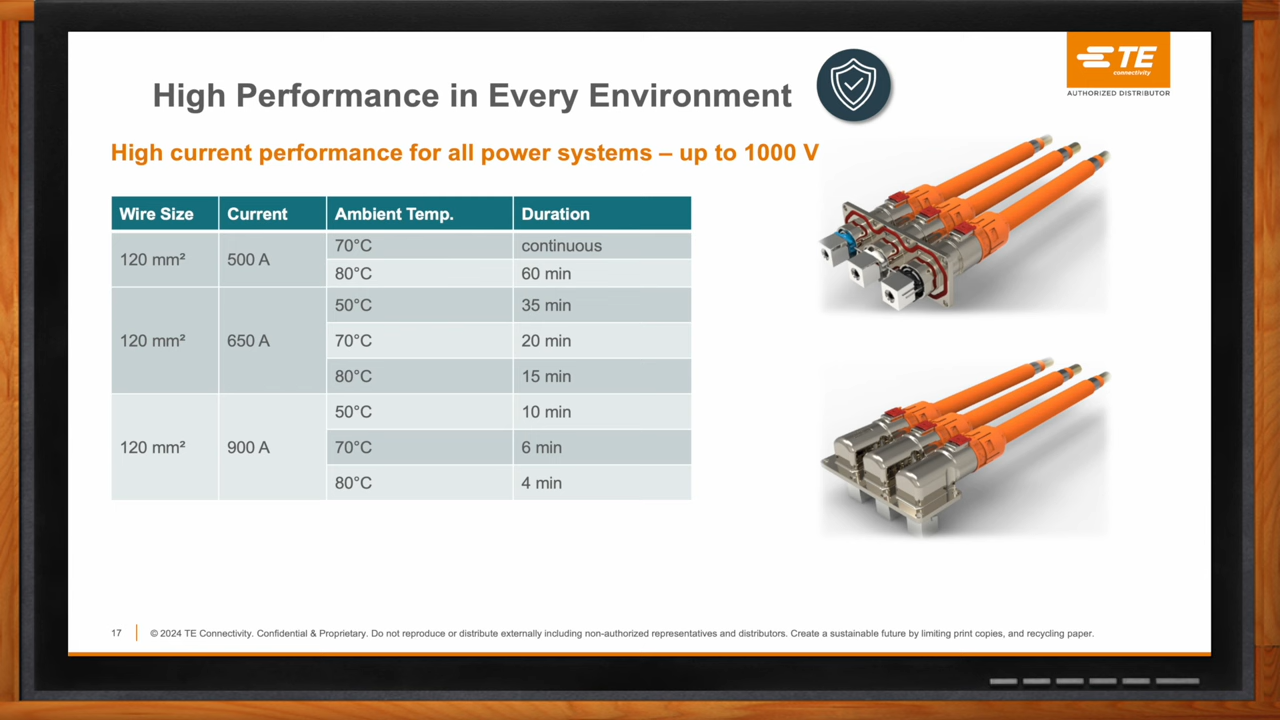 High Performance in Every Environment
TE
connectivity
AUTHORIZED DISTRIBUTOR
High current performance for all power systems – up to 1000 V
Wire Size Current Ambient Temp. Duration
120 mm² 500 A 70°C continuous
80°C 60 min
120 mm² 650 A 50°C 35 min
70°C 20 min
80°C 15 min
120 mm² 900 A 50°C 10 min
70°C 6 min
80°C 4 min
17 © 2024 TE Connectivity. Confidential & Proprietary. Do not reproduce or distribute externally including non-authorized representatives and distributors. Create a sustainable future by limiting print copies, and recycling paper.